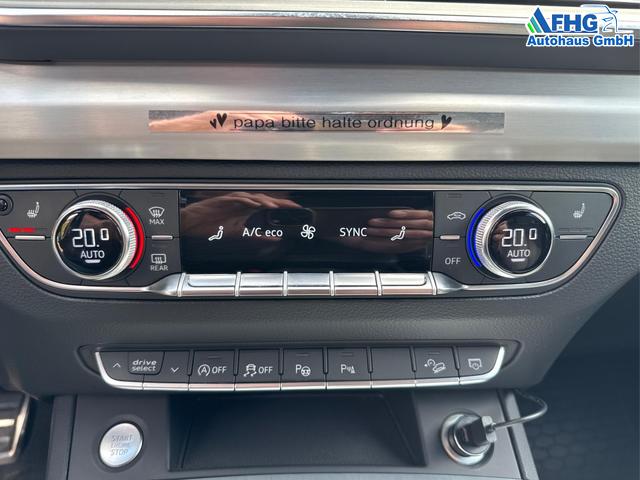 FHG
Autohaus GmbH
papa bitte halte ordnung
20.0
AUTO
MAX
REAR
A/C eco
SYNC
OFF
20.0
AUTO
drive
select
OFF
OFF
P
P
START
ENGINE
STOP